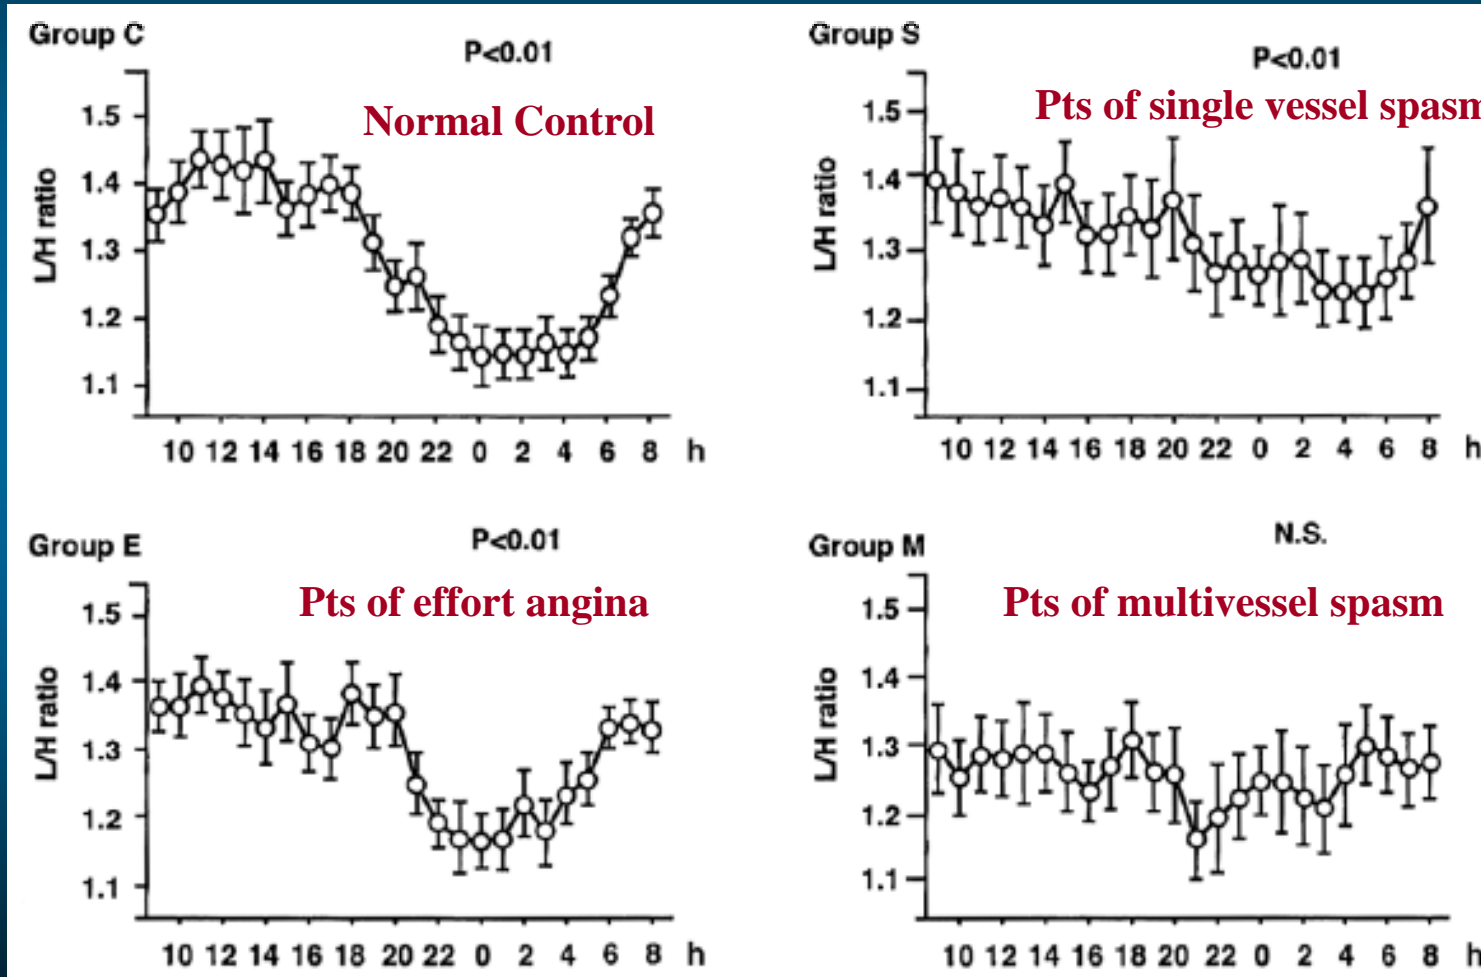 Group C
P<0.01
Normal Control
L/H ratio
1.5
1.4
1.3
1.2
1.1
10 12 14 16 18 20 22 0 2 4 6 8 h
Group S
P<0.01
Pts of single vessel spasm
L/H ratio
1.5
1.4
1.3
1.2
1.1
10 12 14 16 18 20 22 0 2 4 6 8 h
Group E
P<0.01
Pts of effort angina
L/H ratio
1.5
1.4
1.3
1.2
1.1
10 12 14 16 18 20 22 0 2 4 6 8 h
Group M
N.S.
Pts of multivessel spasm
L/H ratio
1.5
1.4
1.3
1.2
1.1
10 12 14 16 18 20 22 0 2 4 6 8 h